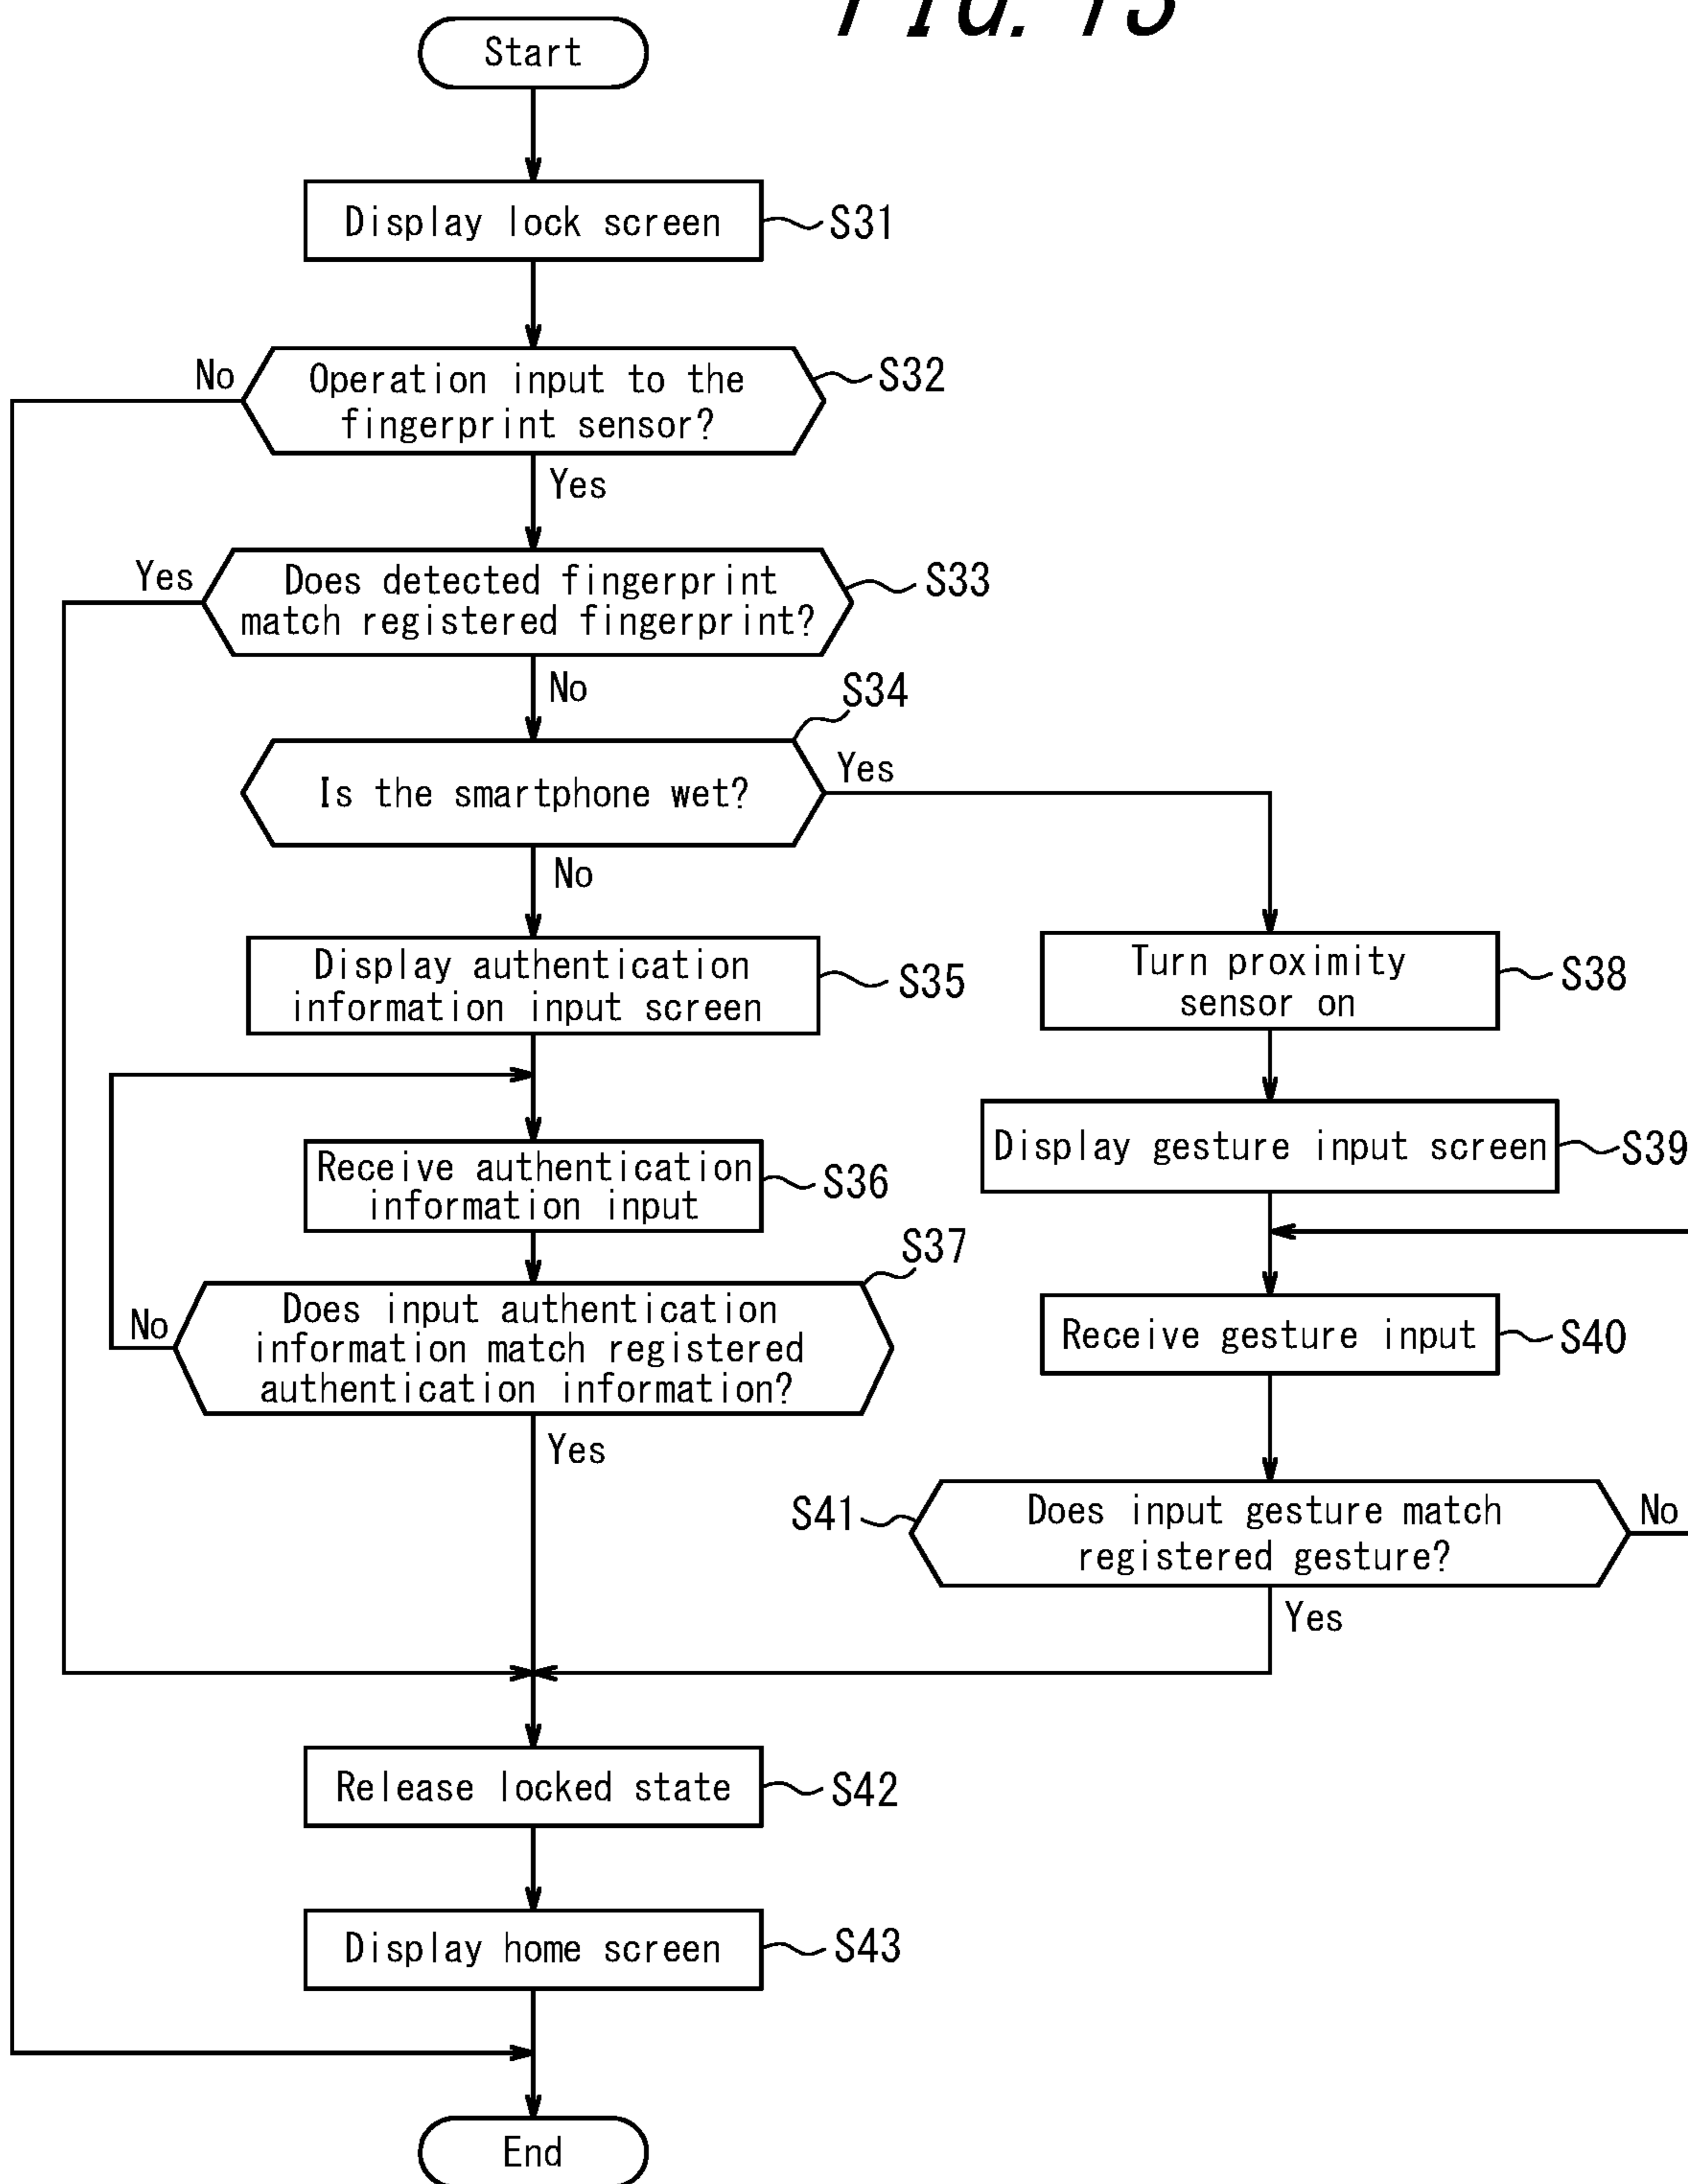 FIG. 13
Start
Display lock screen
S31
No
Operation input to the
fingerprint sensor?
S32
Yes
Yes
Does detected fingerprint
match registered fingerprint?
S33
No
S34
Is the smartphone wet?
Yes
No
Display authentication
information input screen
S35
Turn proximity
sensor on
S38
Display gesture input screen
S39
Receive authentication
information input
S36
S37
No
Does input authentication
information match registered
authentication information?
Yes
Receive gesture input
S40
S41
Does input gesture match
registered gesture?
No
Yes
Release locked state
S42
Display home screen
S43
End